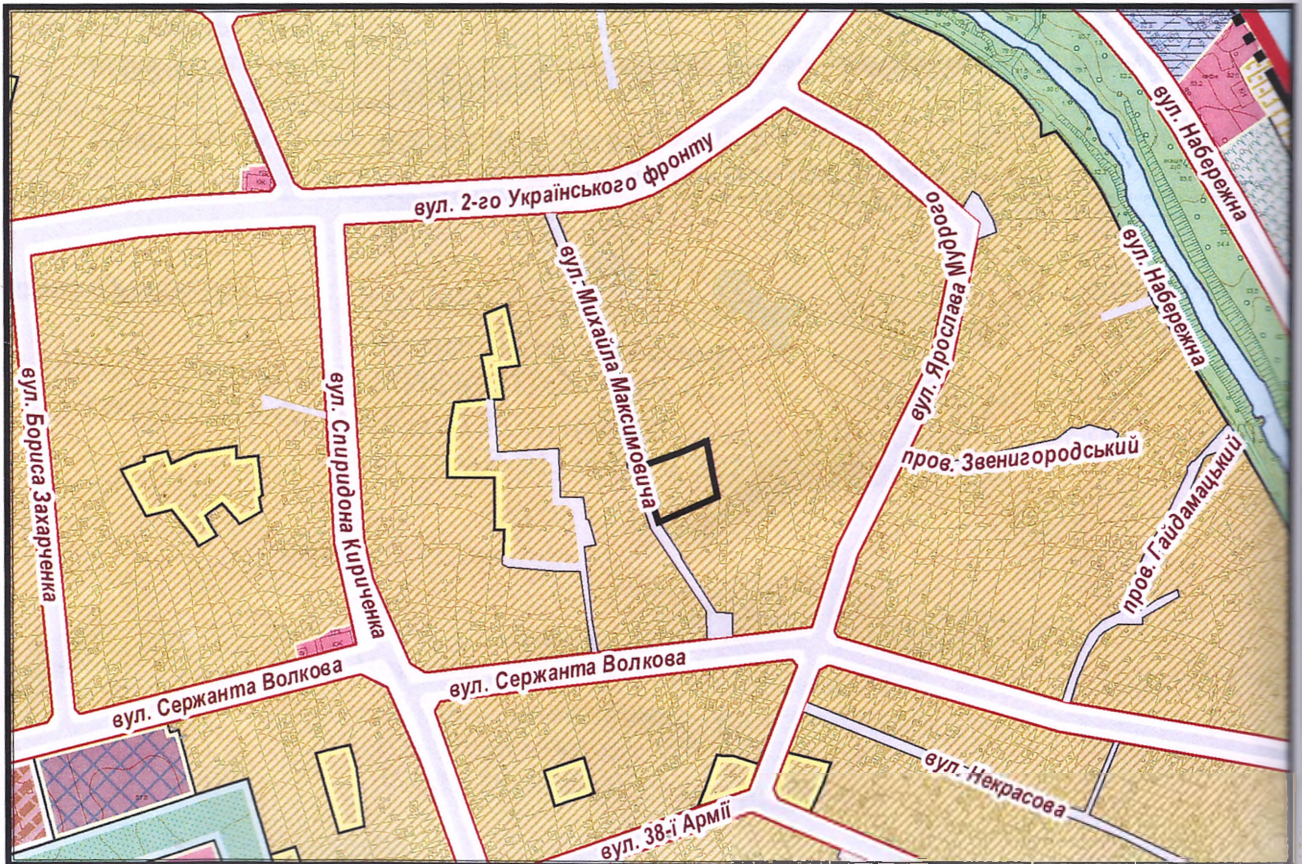 вул. Набережна
вул. 2-го Українського фронту
вул. Ярослава Мудрого
вул. Набережна
вул. Михайла Максимовича
вул. Бориса Захарченка
вул. Спиридона Кириченка
пров. Звенигородський
пров. Гайдамацький
вул. Сержанта Волкова
вул. Сержанта Волкова
вул. Некрасова
вул. 38-ї Армії